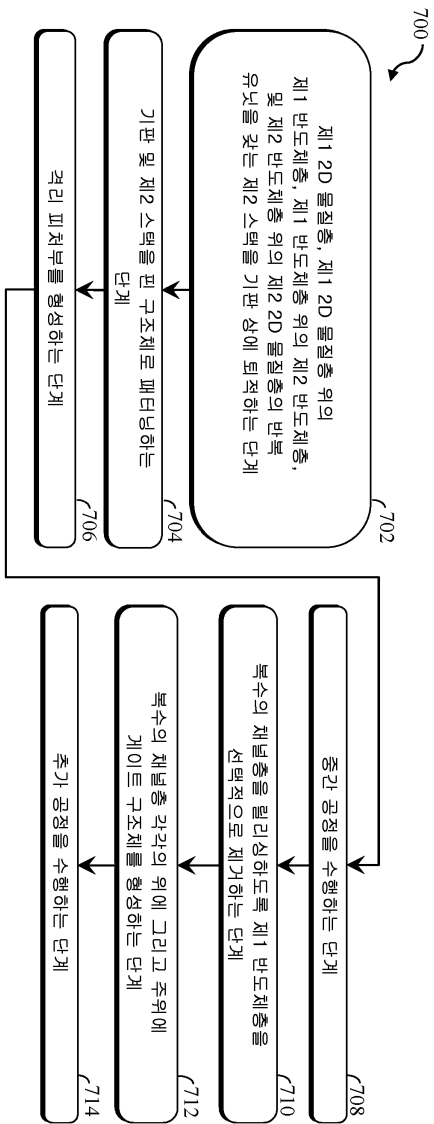 700
제1 2D 물질층, 제1 2D 물질층 위의
제1 반도체층, 제1 반도체층 위의 제2 반도체층,
및 제2 반도체층 위의 제2 2D 물질층의 반복
유닛을 갖는 제2 스택을 기판 상에 퇴적하는 단계
702
기판 및 제2 스택을 핀 구조체로 패터닝하는
단계
704
격리 피처부를 형성하는 단계
706
중간 공정을 수행하는 단계
708
복수의 채널층을 릴리싱하도록 제1 반도체층을
선택적으로 제거하는 단계
710
복수의 채널층 각각의 위에 그리고 주위에
게이트 구조체를 형성하는 단계
712
추가 공정을 수행하는 단계
714